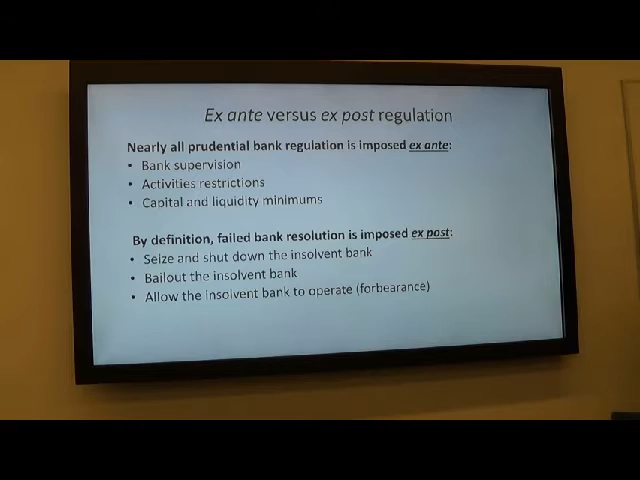 Ex ante versus ex post regulation
Nearly all prudential bank regulation is imposed ex ante:
▪ Bank supervision
▪ Activities restrictions
▪ Capital and liquidity minimums
By definition, failed bank resolution is imposed ex post:
• Seize and shut down the insolvent bank
• Bailout the insolvent bank
• Allow the insolvent bank to operate (forbearance)